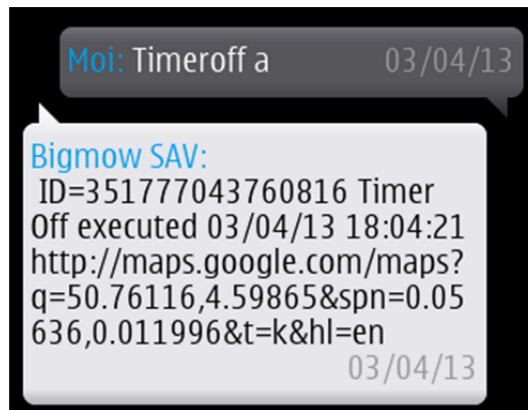 Moi: Timeroff a 03/04/13
Bigmow SAV:
ID=351777043760816 Timer
Off executed 03/04/13 18:04:21
http://maps.google.com/maps?
q=50.76116,4.59865&spn=0.05
636,0.011996&t=k&hl=en
03/04/13